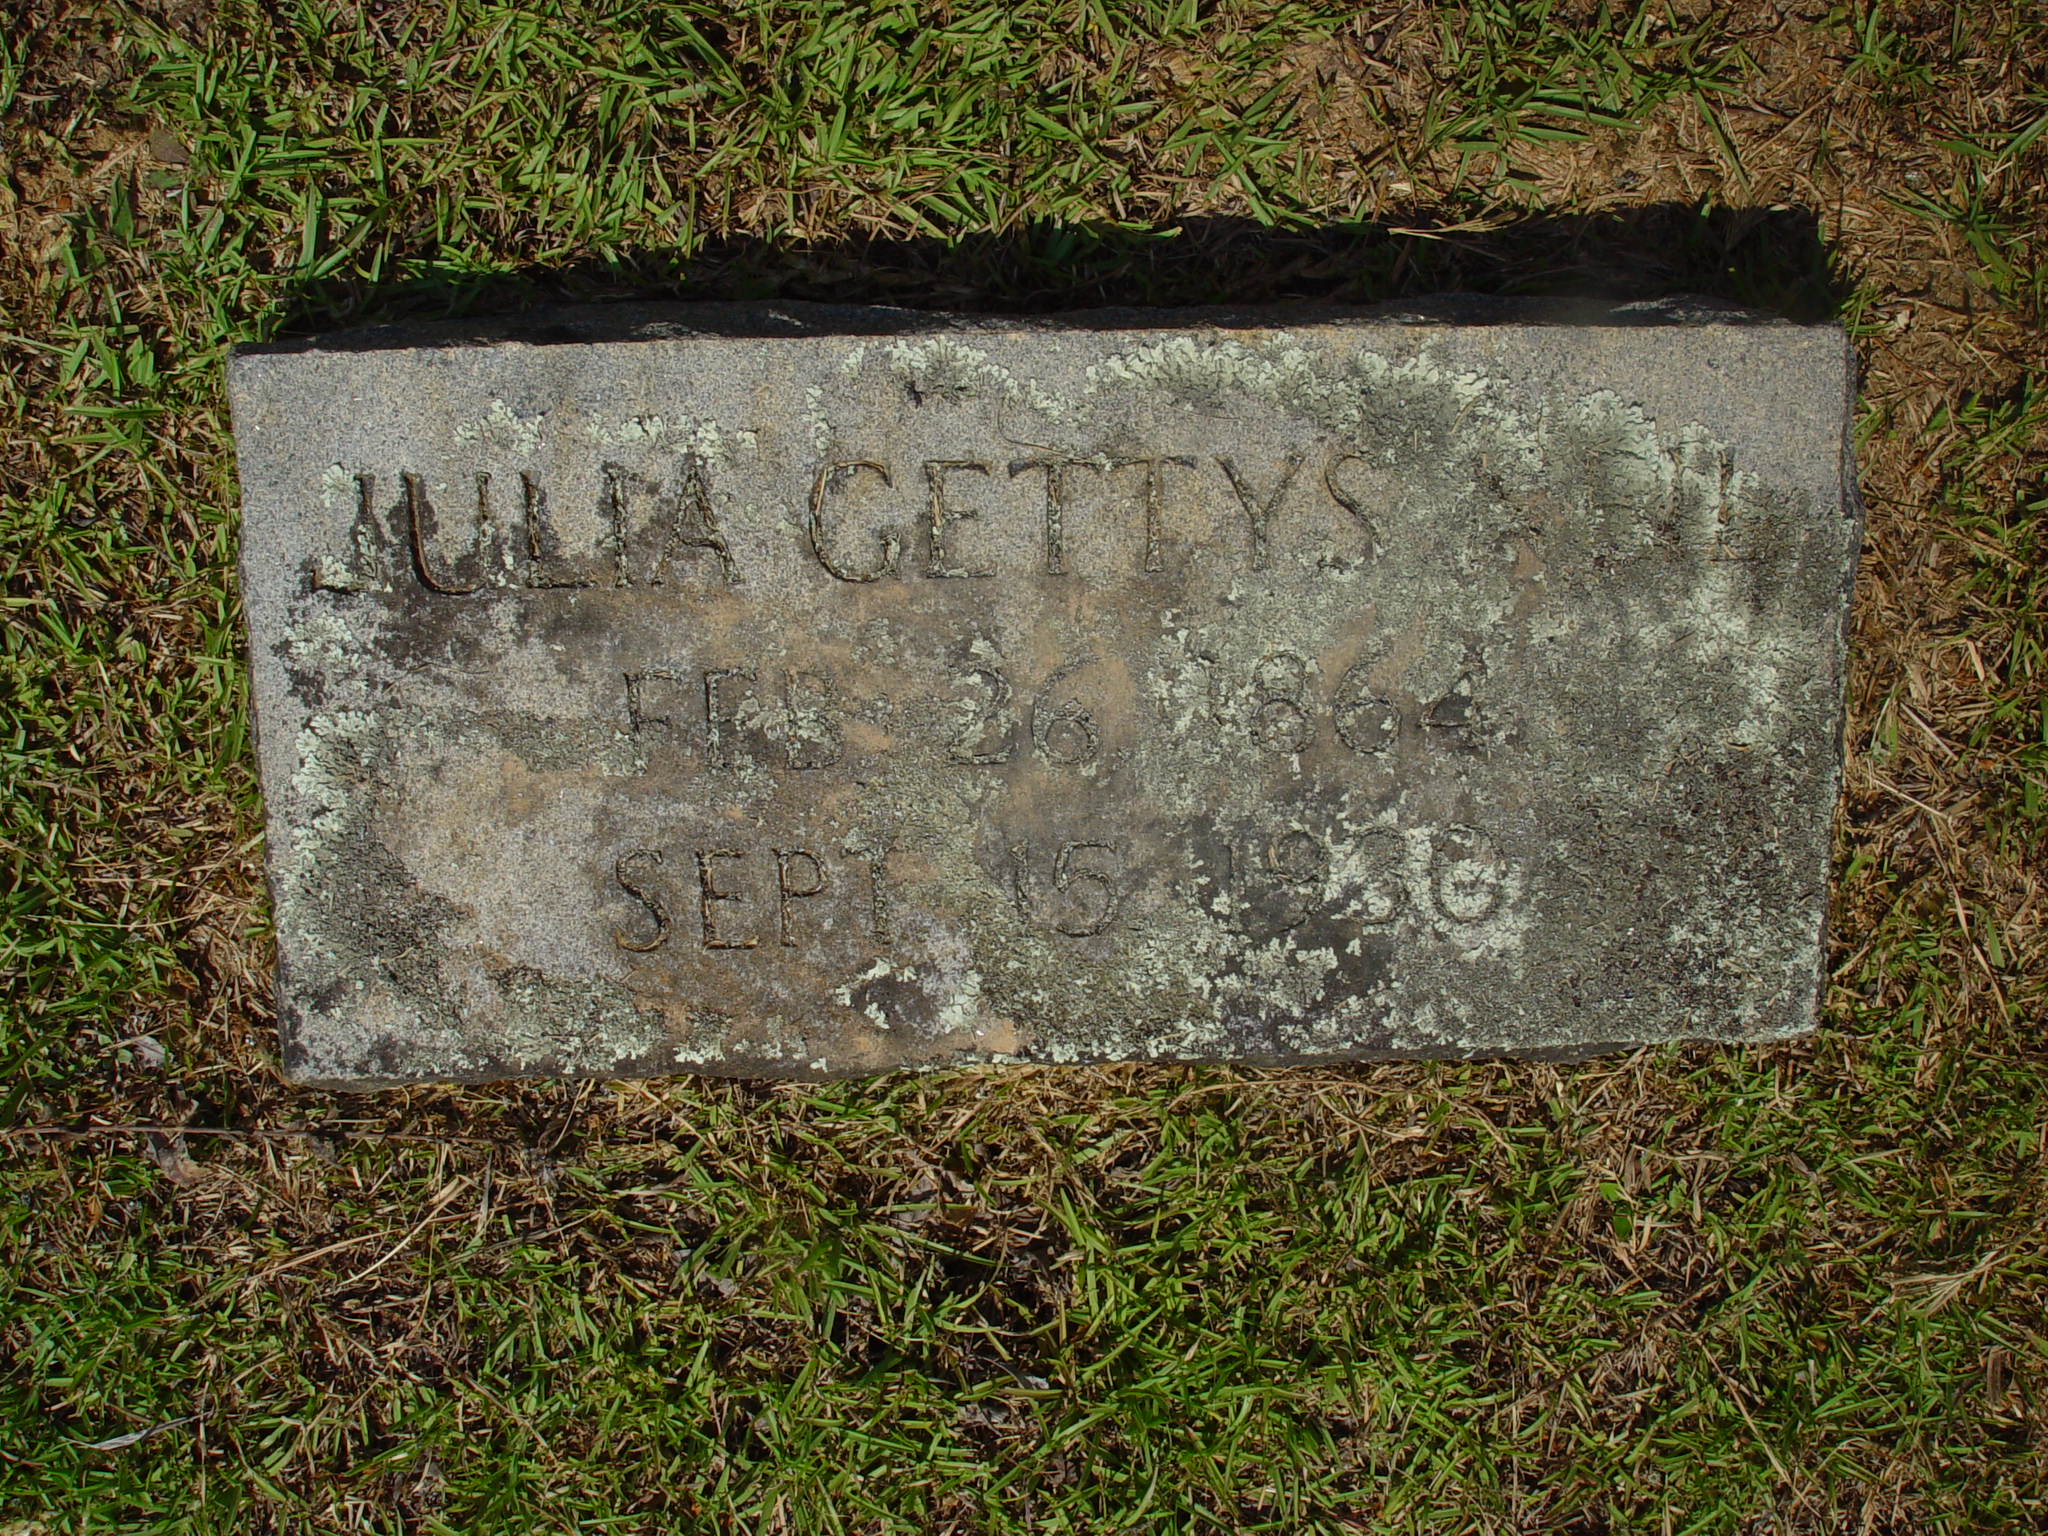 JULIA GETTYS
FEB 26 1864
SEPT 15 1930